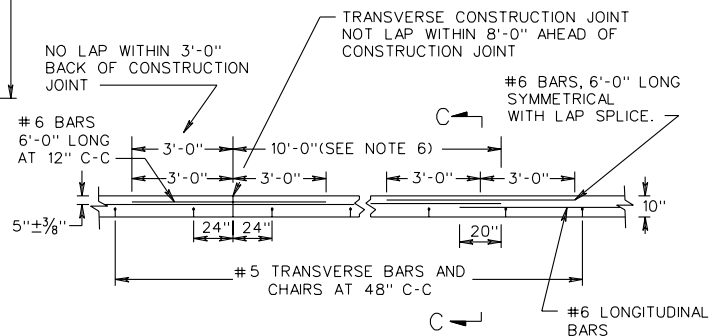 TRANSVERSE CONSTRUCTION JOINT
NOT LAP WITHIN 8'-0" AHEAD OF
CONSTRUCTION JOINT
NO LAP WITHIN 3'-0"
BACK OF CONSTRUCTION
JOINT
#6 BARS, 6'-0" LONG
SYMMETRICAL
WITH LAP SPLICE.
C
#6 BARS
6'-0" LONG
AT 12" C-C
3'-0"
10'-0"(SEE NOTE 6)
3'-0"
3'-0"
3'-0"
3'-0"
5"±3/8"
10"
24"
24"
20"
#5 TRANSVERSE BARS AND
CHAIRS AT 48" C-C
C
#6 LONGITUDINAL
BARS